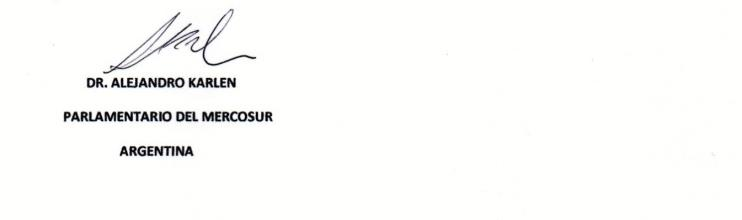 DR. ALEJANDRO KARLEN
PARLAMENTARIO DEL MERCOSUR
ARGENTINA